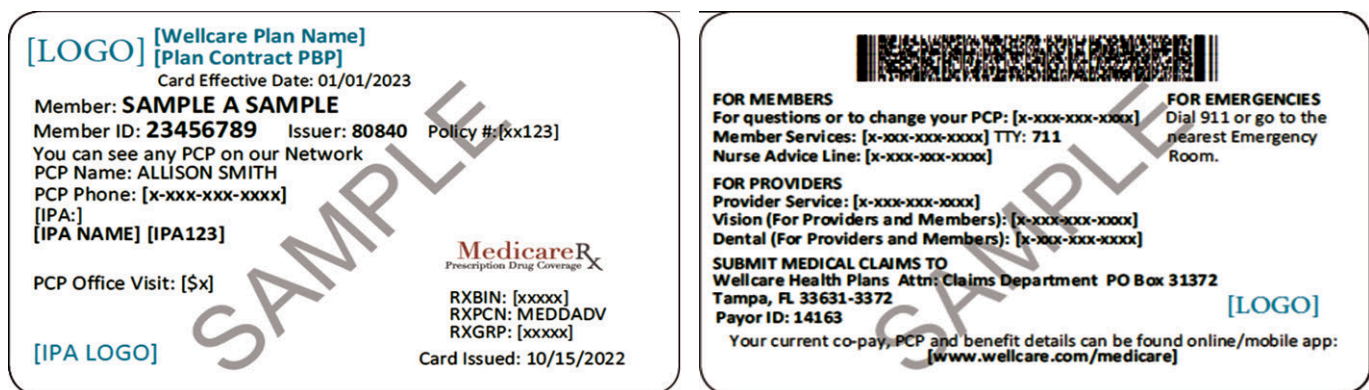 [LOGO]
[Wellcare Plan Name]
[Plan Contract PBP]
Card Effective Date: 01/01/2023
Member: SAMPLE A SAMPLE
Member ID: 23456789 Issuer: 80840 Policy #:[xx123]
You can see any PCP on our Network
PCP Name: ALLISON SMITH
PCP Phone: [x-xxx-xxx-xxxx]
[IPA:]
[IPA NAME] [IPA123]
MedicareRx
Prescription Drug Coverage
PCP Office Visit: [$x]
RXBIN: [xxxxx]
RXPCN: MEDDADV
RXGRP: [xxxxx]
[IPA LOGO]
Card Issued: 10/15/2022
SAMPLE
FOR MEMBERS
For questions or to change your PCP: [x-xxx-xxx-xxxx]
Member Services: [x-xxx-xxx-xxxx] TTY: 711
Nurse Advice Line: [x-xxx-xxx-xxxx]
FOR EMERGENCIES
Dial 911 or go to the
nearest Emergency
Room.
FOR PROVIDERS
Provider Service: [x-xxx-xxx-xxxx]
Vision (For Providers and Members): [x-xxx-xxx-xxxx]
Dental (For Providers and Members): [x-xxx-xxx-xxxx]
SUBMIT MEDICAL CLAIMS TO
Wellcare Health Plans Attn: Claims Department PO Box 31372
Tampa, FL 33631-3372
Payor ID: 14163
[LOGO]
Your current co-pay, PCP and benefit details can be found online/mobile app:
[www.wellcare.com/medicare]
SAMPLE